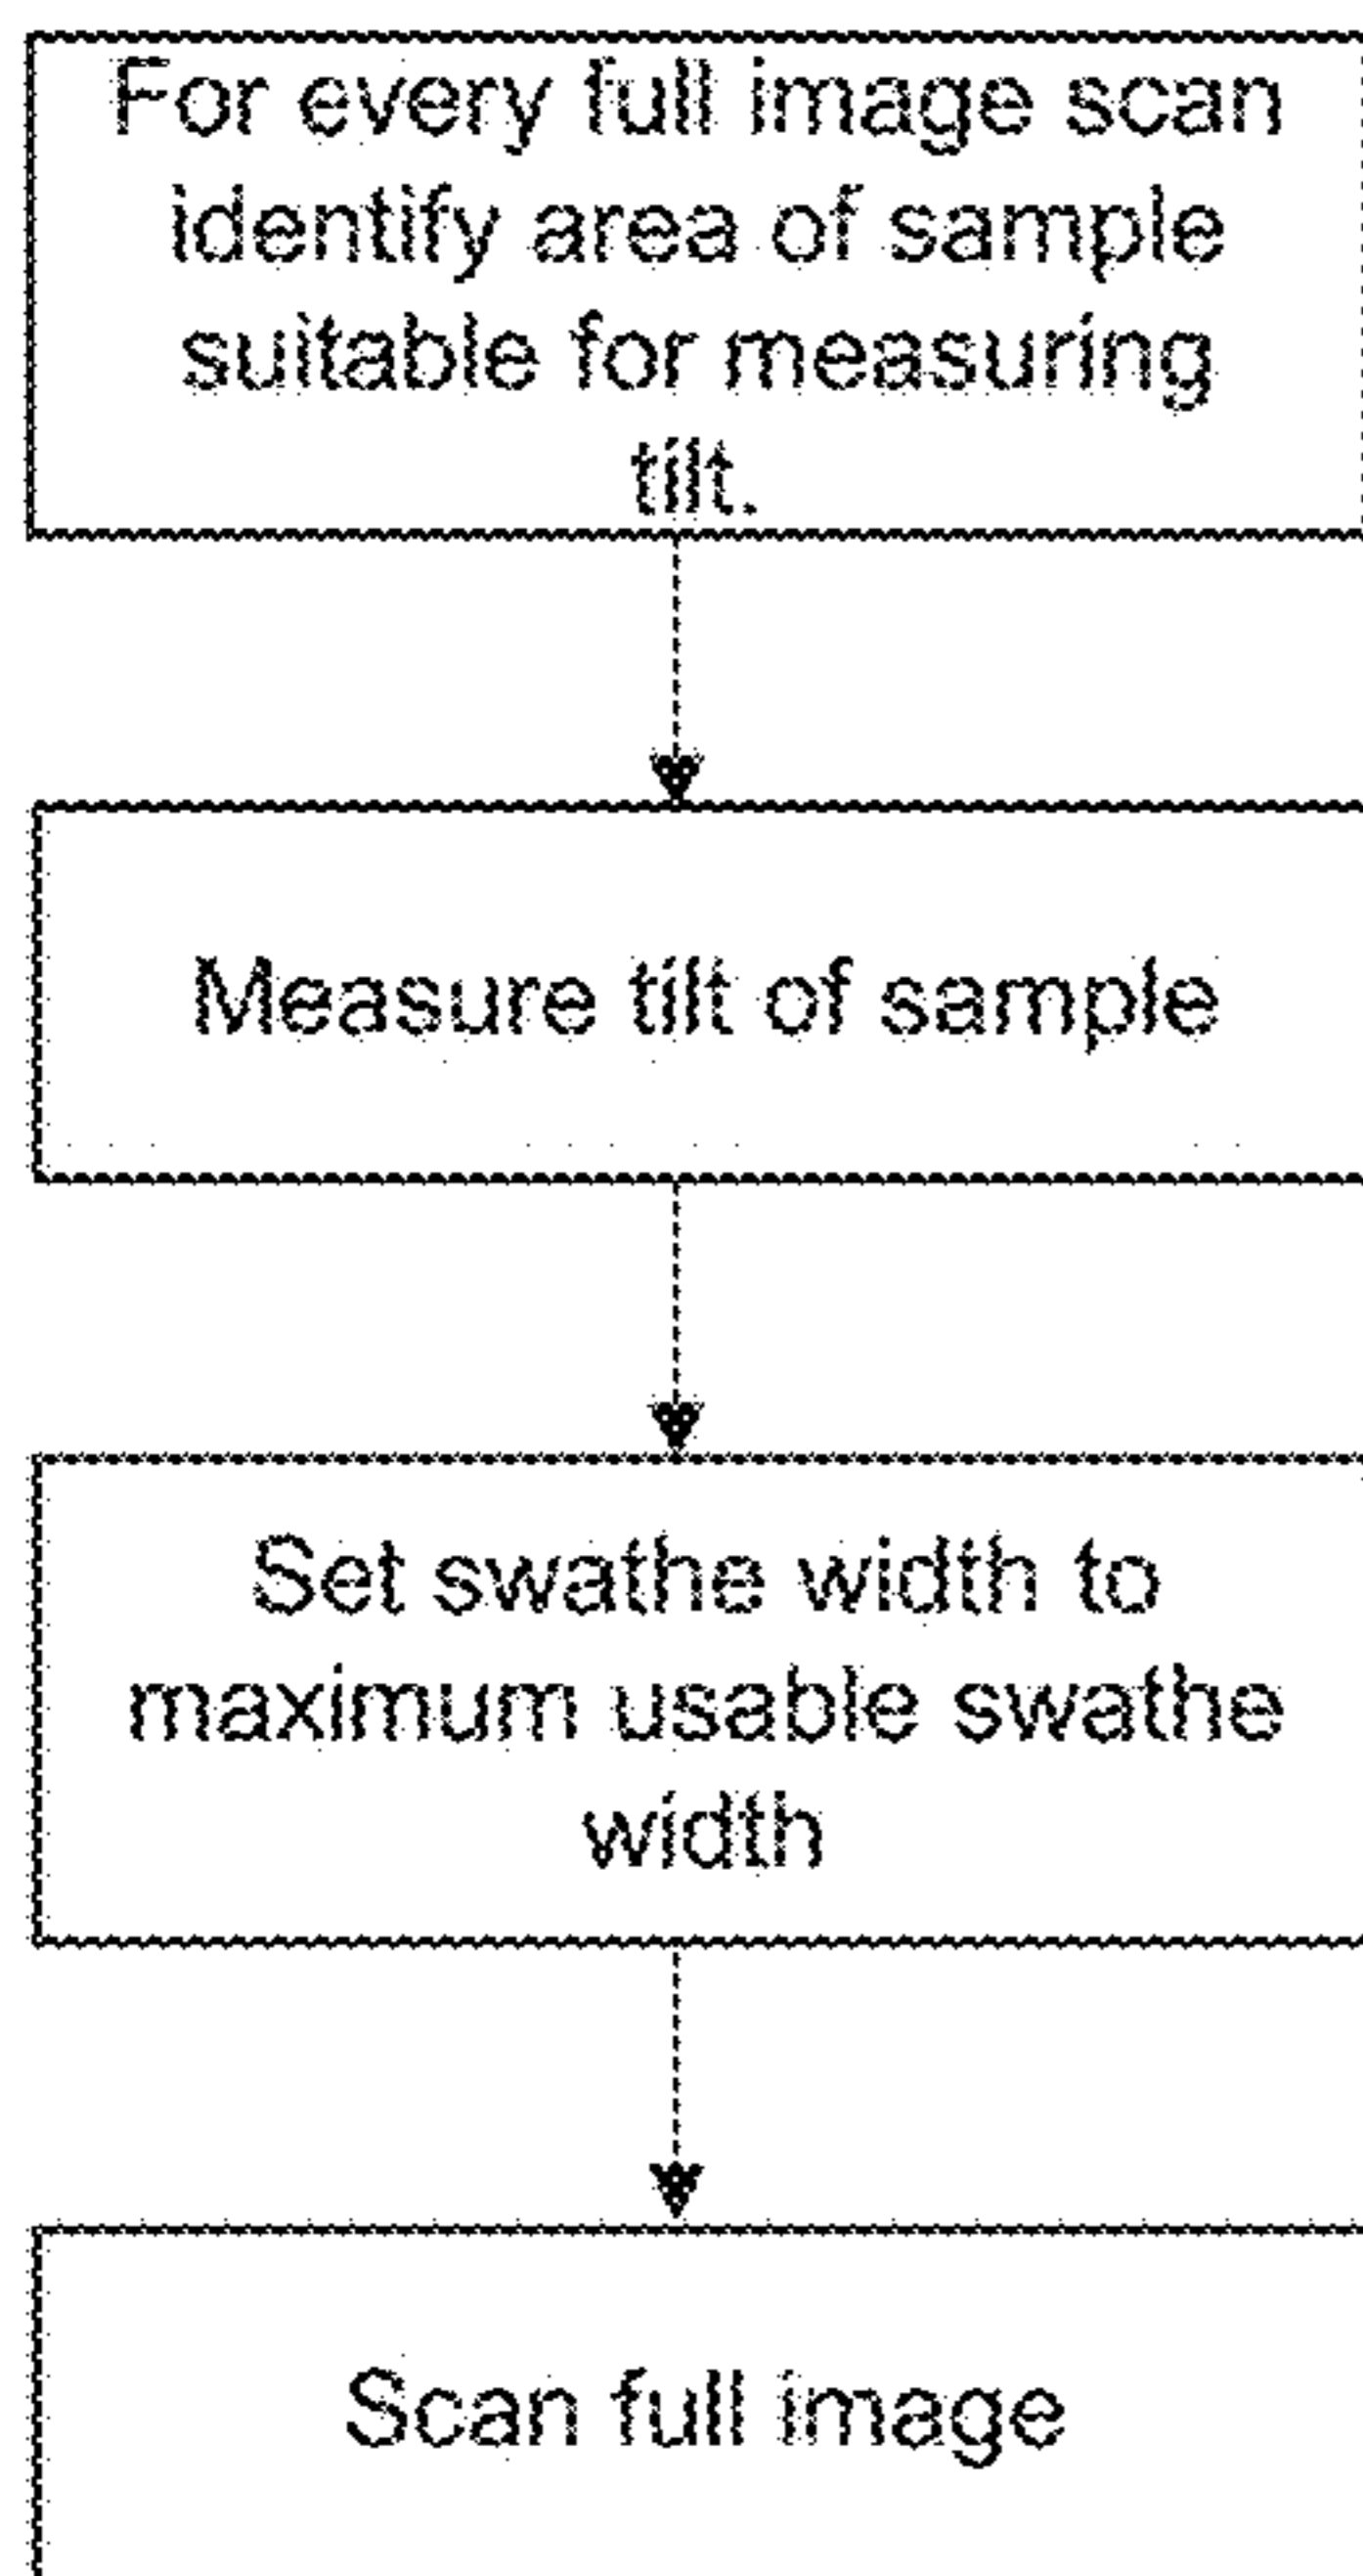 For every full image scan
identify area of sample
suitable for measuring
tilt.
Measure tilt of sample
Set swathe width to
maximum usable swathe
width
Scan full image